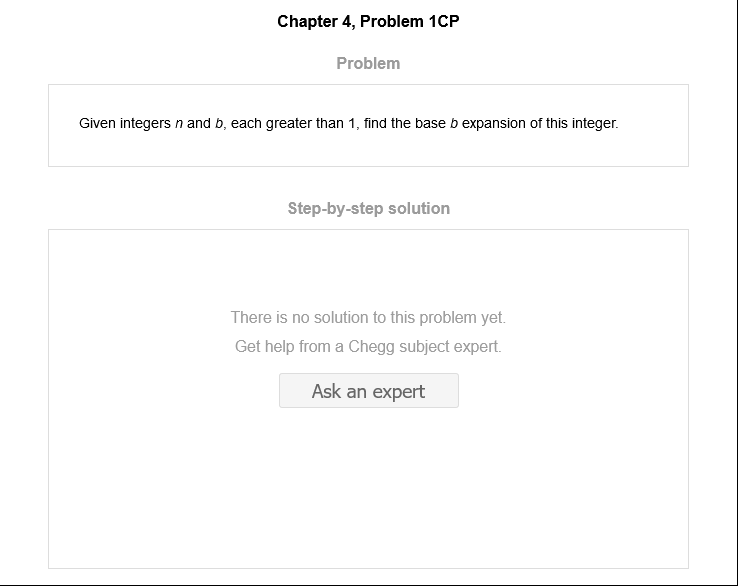 Chapter 4, Problem 1CP
Problem
Given integers n and b, each greater than 1, find the base b expansion of this integer.
Step-by-step solution
There is no solution to this problem yet.
Get help from a Chegg subject expert.
Ask an expert